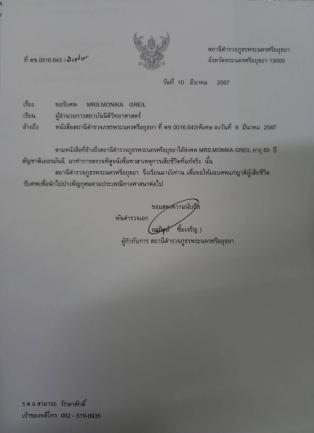 ที่ ตช.0016.643 /พิเศษ
สถานีตำรวจภูธรพระนครศรีอยุธยา
จังหวัดพระนครศรีอยุธยา 13000
วันที่ 10 มีนาคม 2567
เรื่อง ขอรับศพ MRS.MONIKA GREIL
เรียน ผู้อำนวยการสถาบันนิติวิทยาศาสตร์
อ้างถึง หนังสือสถานีตำรวจภูธรพระนครศรีอยุธยา ที่ ตช 0016.643/พิเศษ ลงวันที่ 9 มีนาคม 2567
ตามหนังสือที่อ้างถึงสถานีตำรวจภูธรพระนครศรีอยุธยาได้ส่งศพ MRS.MONIKA GREIL อายุ 63 ปี
สัญชาติเยอรมันนี มาทำการตรวจพิสูจน์เพื่อหาสาเหตุการเสียชีวิตที่แท้จริง นั้น
สถานีตำรวจภูธรพระนครศรีอยุธยา จึงเรียนมายังท่าน เพื่อขอให้มอบศพแก่ญาติผู้เสียชีวิต
รับศพเพื่อนำไปบำเพ็ญกุศลตามประเพณีทางศาสนาต่อไป
ขอแสดงความนับถือ
พันตำรวจเอก
ชื่นเจริญ )
ผู้กำกับการ สถานีตำรวจภูธรพระนครศรีอยุธยา
ร.ต.อ.สามารถ รักษาศักดิ์
เจ้าของคดีโทร 062 - 519-6935